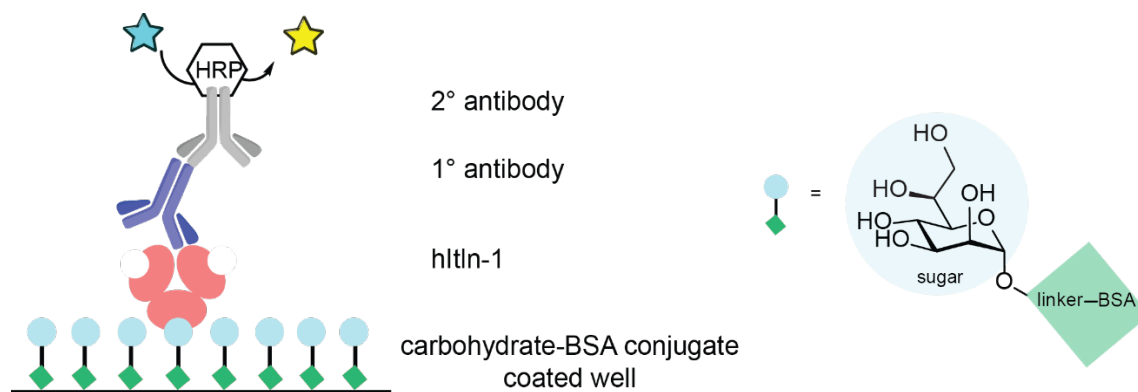 HRP
2° antibody
1° antibody
hItln-1
carbohydrate-BSA conjugate
coated well
=
HO
HO
OH
HO
HO
O
sugar
O
linker—BSA